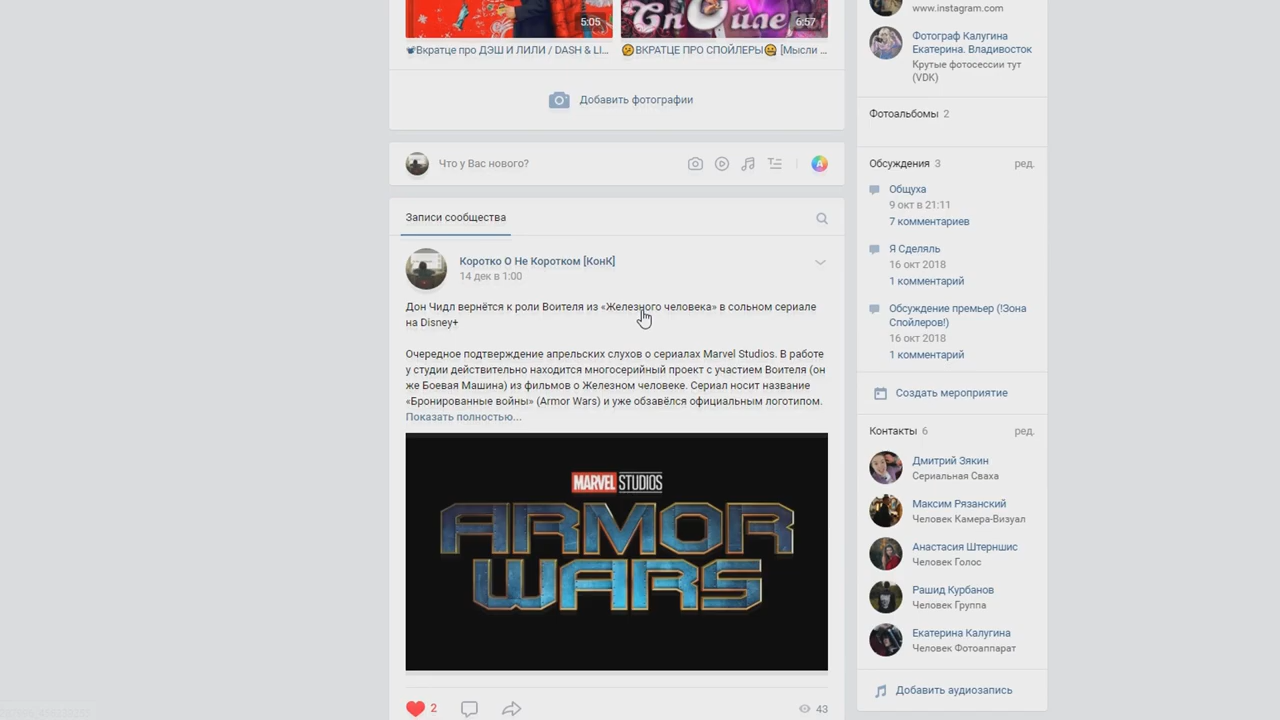 5:05
Спойлеры
6:57
Вкратце про ДЭШ И ЛИЛИ / DASH & LI...
ВКРАТЦЕ ПРО СПОЙЛЕРЫ [Мысли ...
Добавить фотографии
Что у Вас нового?
Записи сообщества
Коротко О Не Коротком [КонК]
14 дек в 1:00
Дон Чидл вернётся к роли Воителя из «Железного человека» в сольном сериале
на Disney+
Очередное подтверждение апрельских слухов о сериалах Marvel Studios. В работе
у студии действительно находится многосерийный проект с участием Воителя (он
же Боевая Машина) из фильмов о Железном человеке. Сериал носит название
«Бронированные войны» (Armor Wars) и уже обзавёлся официальным логотипом.
Показать полностью...
MARVEL STUDIOS
ARMOR
WARS
2
43
www.instagram.com
Фотограф Калугина
Екатерина. Владивосток
Крутые фотосессии тут
(VDK)
Фотоальбомы 2
Обсуждения 3 ред.
Общуха
9 окт в 21:11
7 комментариев
Я Сделяль
16 окт 2018
1 комментарий
Обсуждение премьер (!Зона
Спойлеров!)
16 окт 2018
1 комментарий
Создать мероприятие
Контакты 6 ред.
Дмитрий Зякин
Сериальная Сваха
Максим Рязанский
Человек Камера-Визуал
Анастасия Штерншис
Человек Голос
Рашид Курбанов
Человек Группа
Екатерина Калугина
Человек Фотоаппарат
Добавить аудиозапись